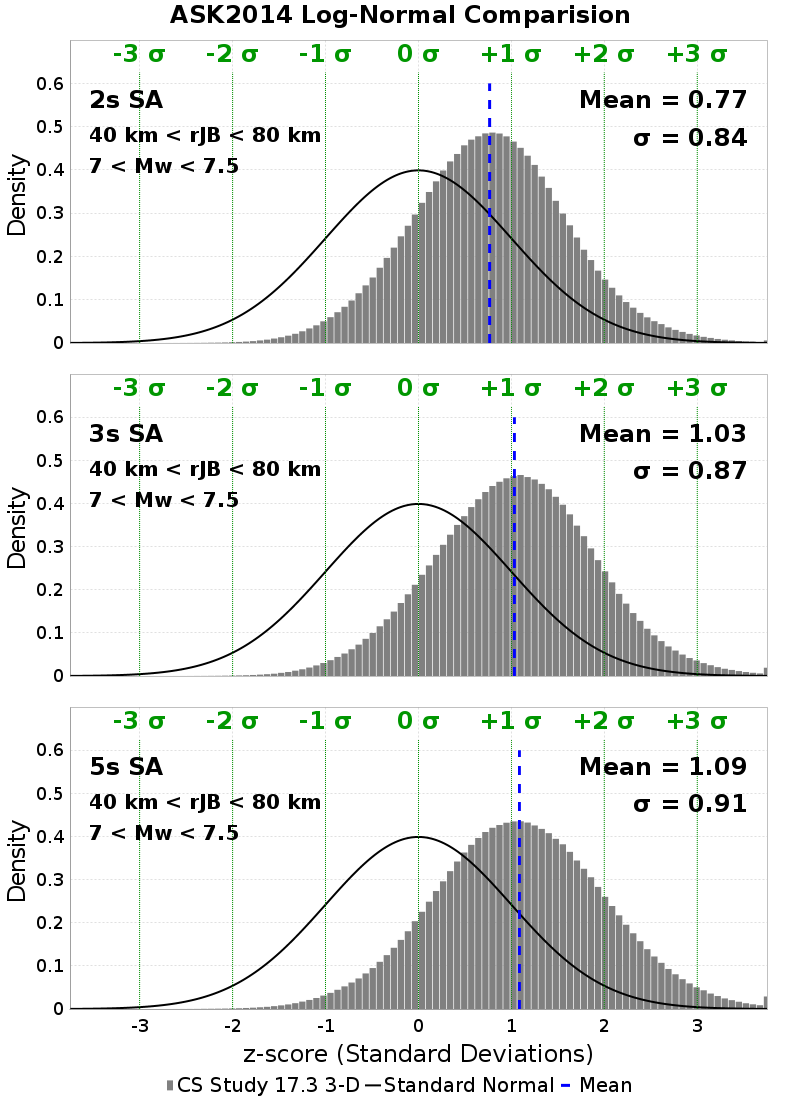 ASK2014 Log-Normal Comparision
-3 σ -2 σ -1 σ 0 σ +1 σ +2 σ +3 σ
0.6
2s SA Mean = 0.77
0.5
40 km < rJB < 80 km σ = 0.84
7 < Mw < 7.5
0.4
Density
0.3
0.2
0.1
0
-3 σ -2 σ -1 σ 0 σ +1 σ +2 σ +3 σ
0.6
3s SA Mean = 1.03
0.5
40 km < rJB < 80 km σ = 0.87
7 < Mw < 7.5
0.4
Density
0.3
0.2
0.1
0
-3 σ -2 σ -1 σ 0 σ +1 σ +2 σ +3 σ
0.6
5s SA Mean = 1.09
0.5
40 km < rJB < 80 km σ = 0.91
7 < Mw < 7.5
0.4
Density
0.3
0.2
0.1
0
-3 -2 -1 0 1 2 3
z-score (Standard Deviations)
CS Study 17.3 3-D Standard Normal Mean